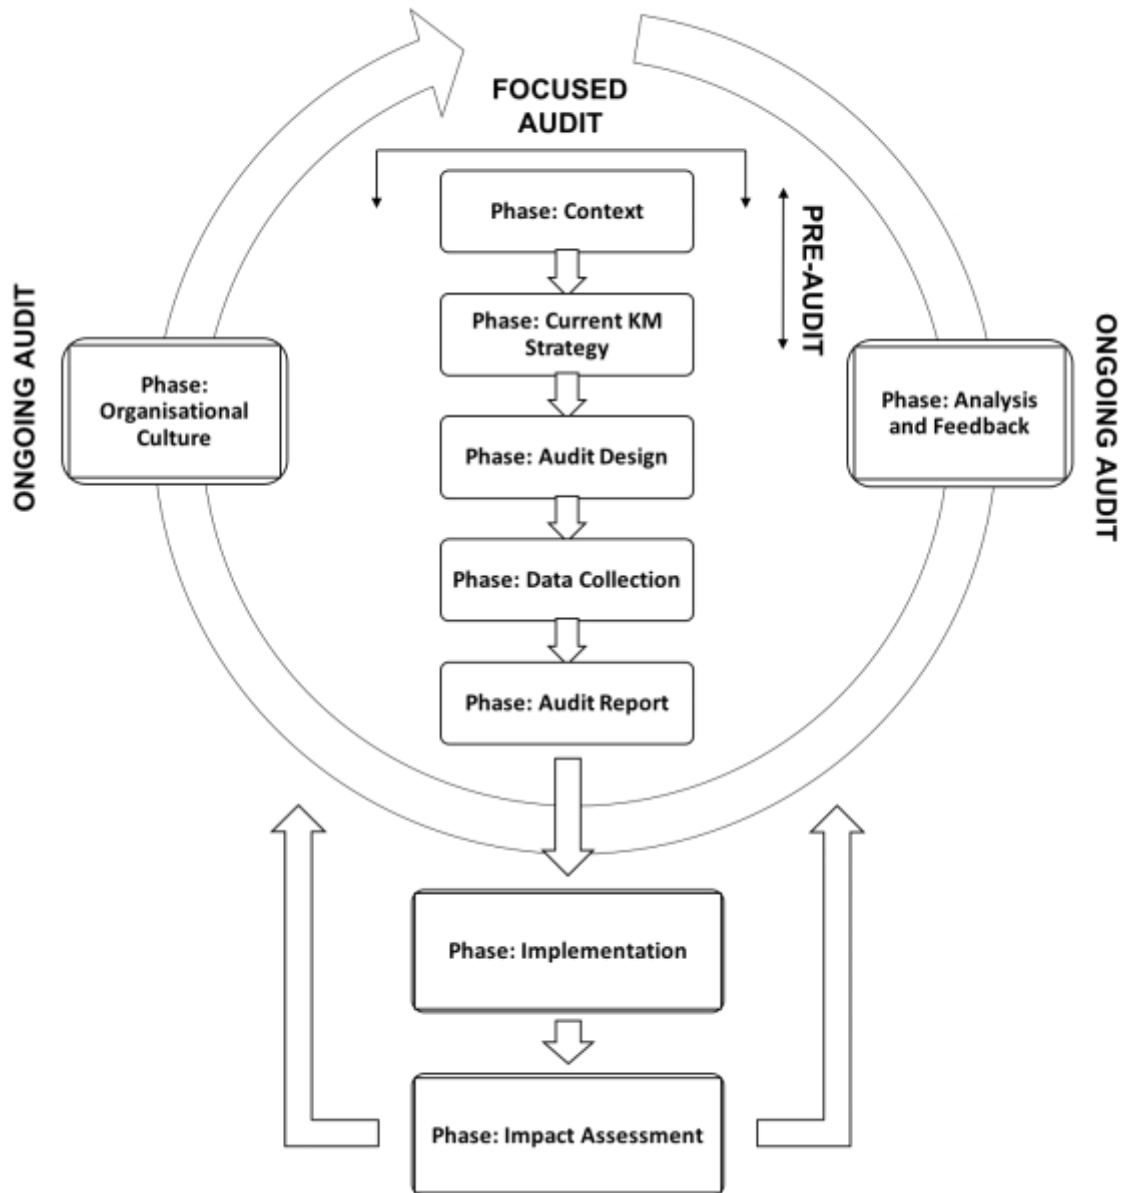 FOCUSED
AUDIT
Phase: Context
PRE-AUDIT
Phase: Current KM
Strategy
ONGOING AUDIT
Phase:
Organisational
Culture
Phase: Analysis
and Feedback
ONGOING AUDIT
Phase: Audit Design
Phase: Data Collection
Phase: Audit Report
Phase: Implementation
Phase: Impact Assessment